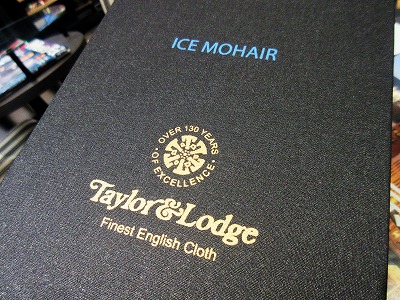 ICE MOHAIR
OVER 130 YEARS
• OF EXCELLENCE •
Taylor & Lodge
Finest English Cloth